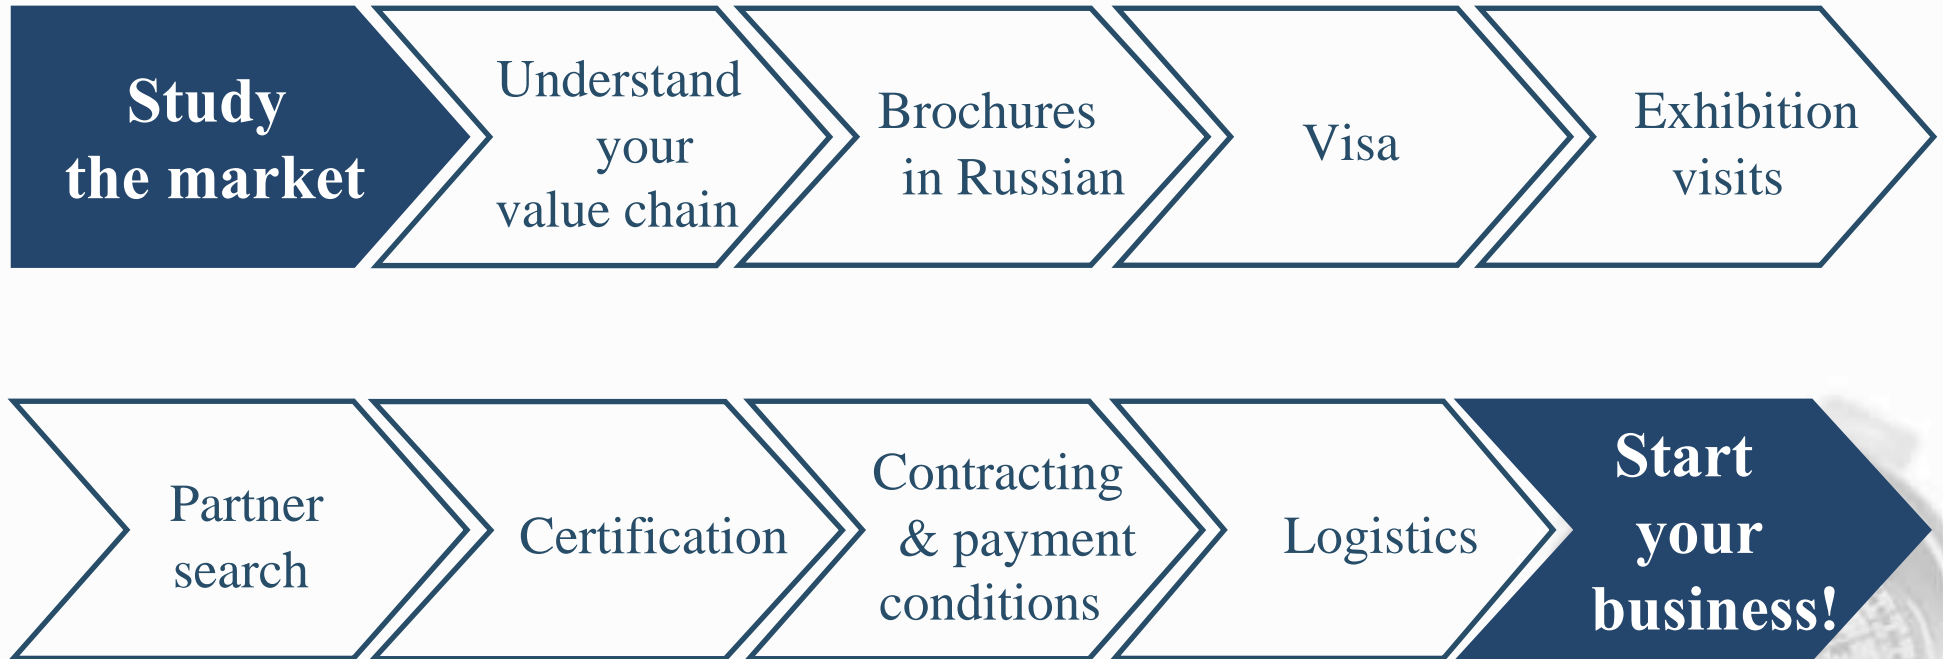 Study
the market
Understand
your
value chain
Brochures
in Russian
Visa
Exhibition
visits
Partner
search
Certification
Contracting
& payment
conditions
Logistics
Start
your
business!